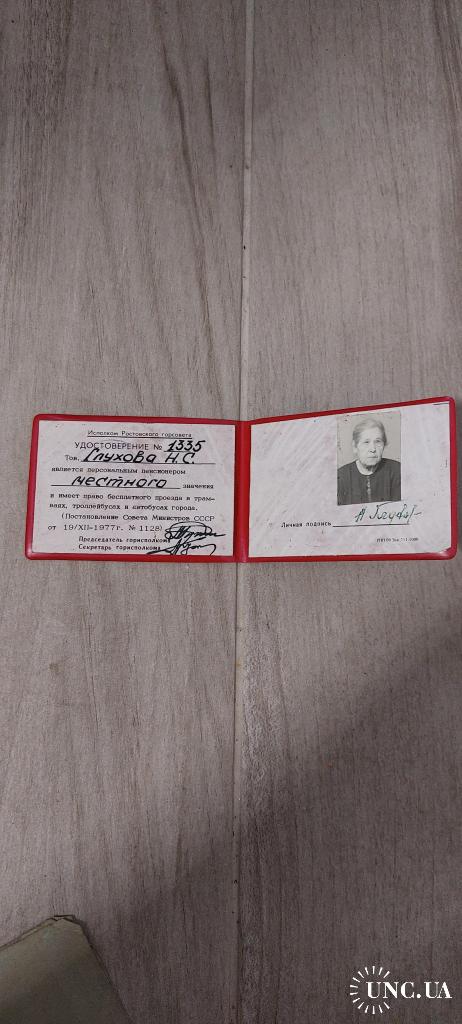 Исполком Ростовского горсовета
УДОСТОВЕРЕНИЕ № 1335
Тов. Глухова Н.С.
является персональным пенсионером
местного значения
и имеет право бесплатного проезда в трам-
ваях, троллейбусах и автобусах города.
(Постановление Совета Министров СССР
от 19/XII-1977г. № 1128)
Председатель горисполкома
Секретарь горисполкома
Личная подпись
UNC.UA